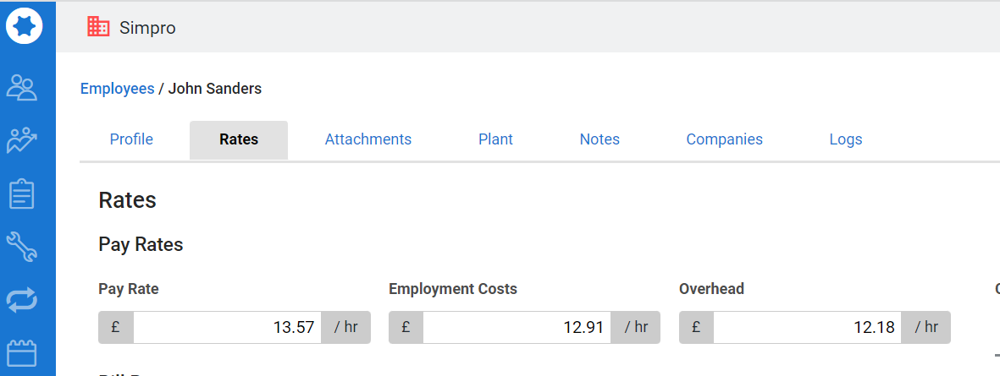 Simpro
Employees / John Sanders
Profile Rates Attachments Plant Notes Companies Logs
Rates
Pay Rates
Pay Rate Employment Costs Overhead
£ 13.57 / hr £ 12.91 / hr £ 12.18 / hr